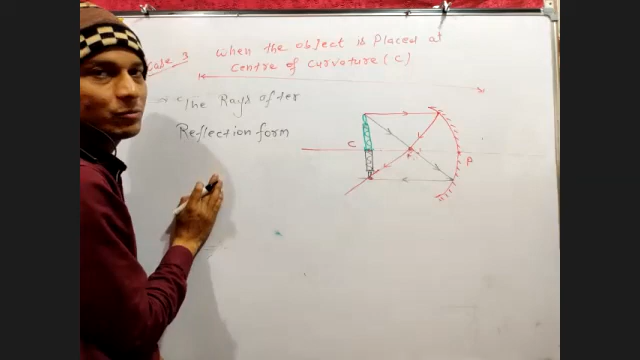 Case 3
When the object is Placed at
Centre of curvature (C)
⇒ The Rays after
Reflection form
C
F
P